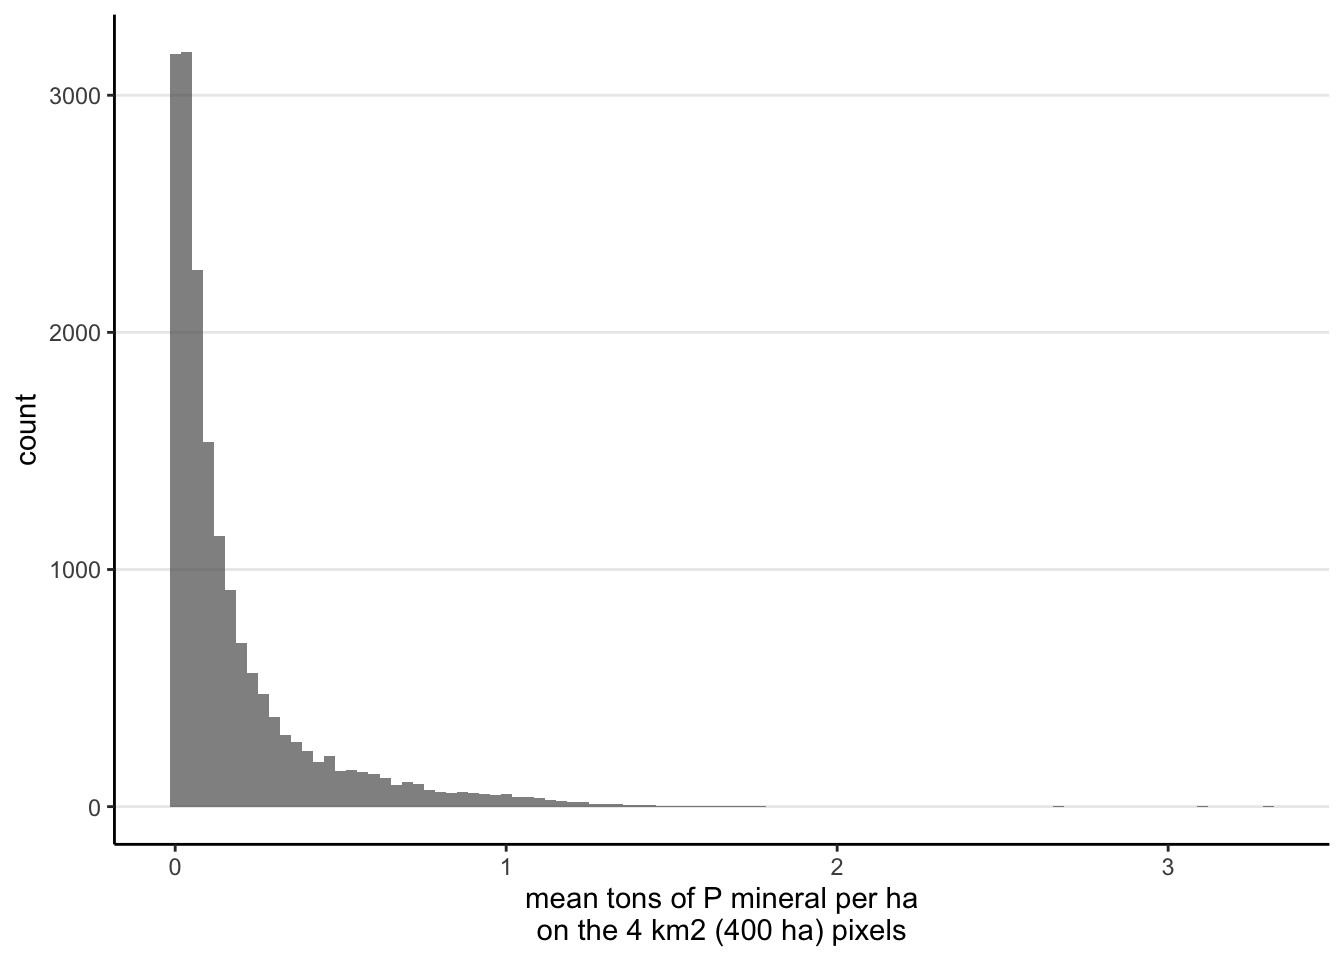 3000
2000
1000
0
count
0 1 2 3
mean tons of P mineral per ha
on the 4 km2 (400 ha) pixels